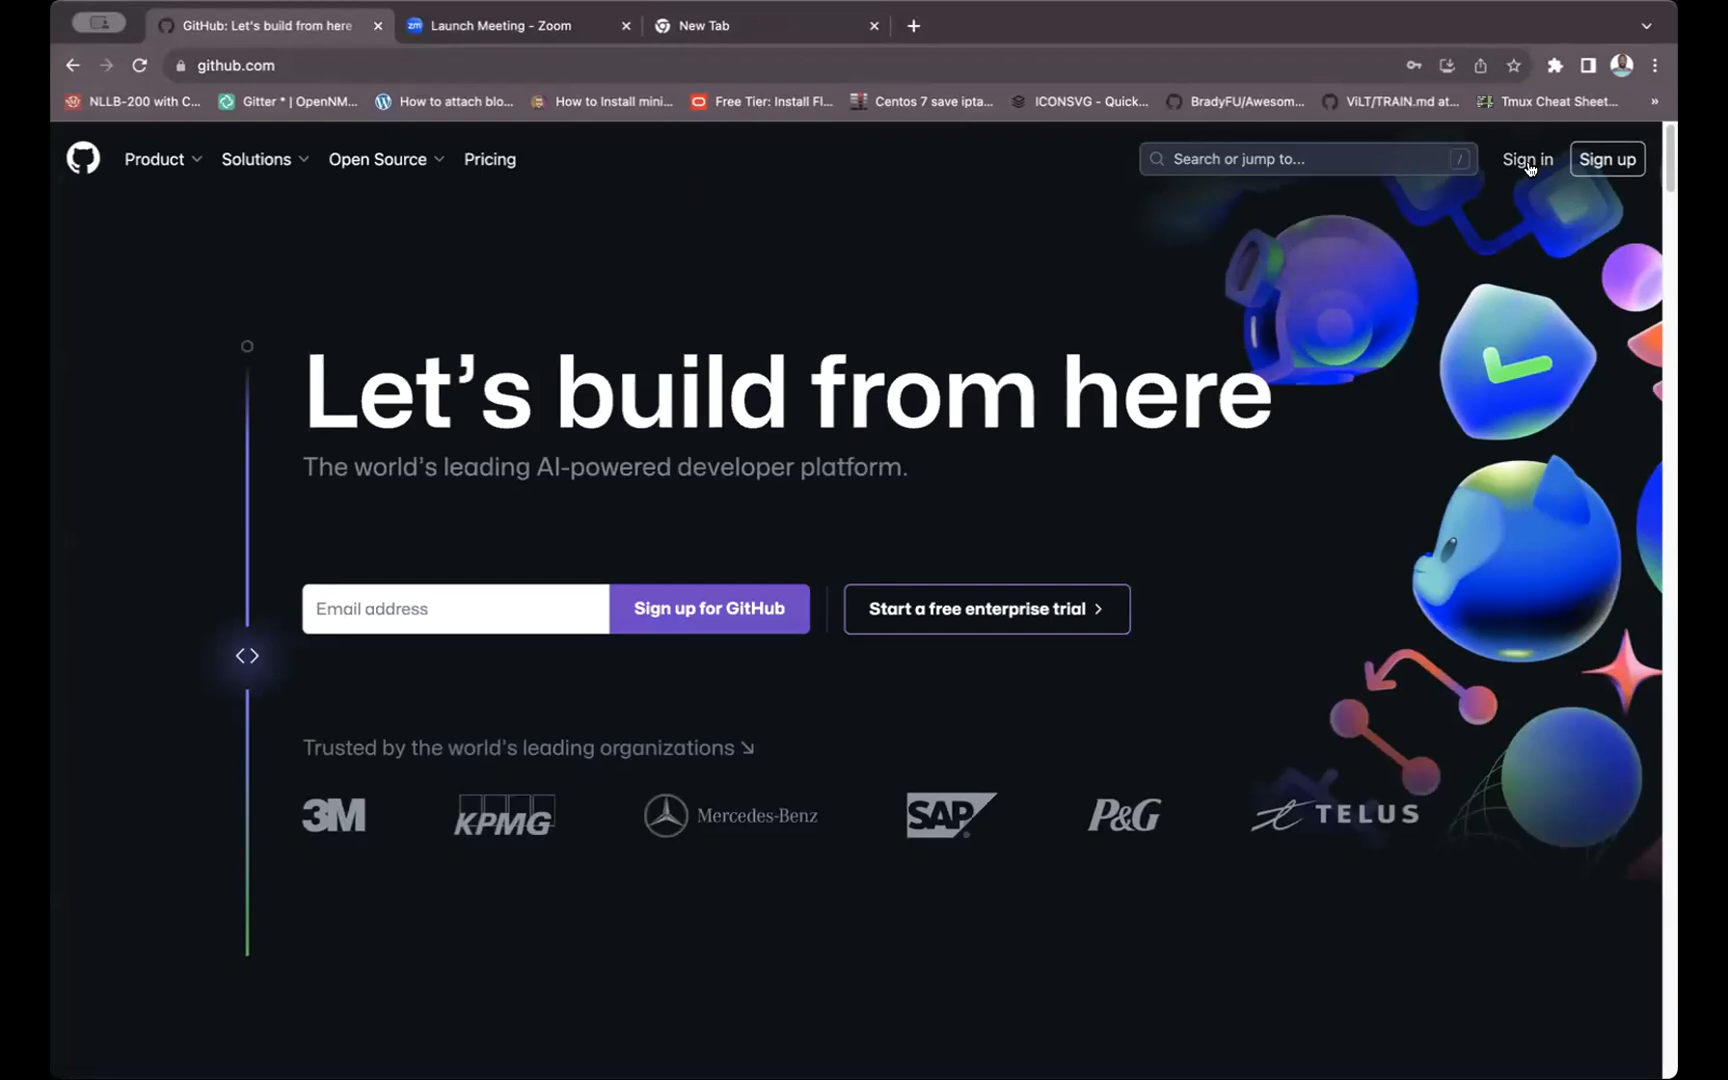 GitHub: Let's build from here
zm Launch Meeting - Zoom
New Tab
github.com
NLLB-200 with C...
Gitter * | OpenNM...
How to attach blo...
How to Install mini...
Free Tier: Install Fl...
Centos 7 save ipta...
ICONSVG - Quick...
BradyFU/Awesom...
ViLT/TRAIN.md at...
Tmux Cheat Sheet...
»
Product
Solutions
Open Source
Pricing
Search or jump to...
/
Sign in
Sign up
Let’s build from here
The world’s leading AI-powered developer platform.
Email address
Sign up for GitHub
Start a free enterprise trial
Trusted by the world’s leading organizations
3M
KPMG
Mercedes-Benz
SAP
P&G
TELUS